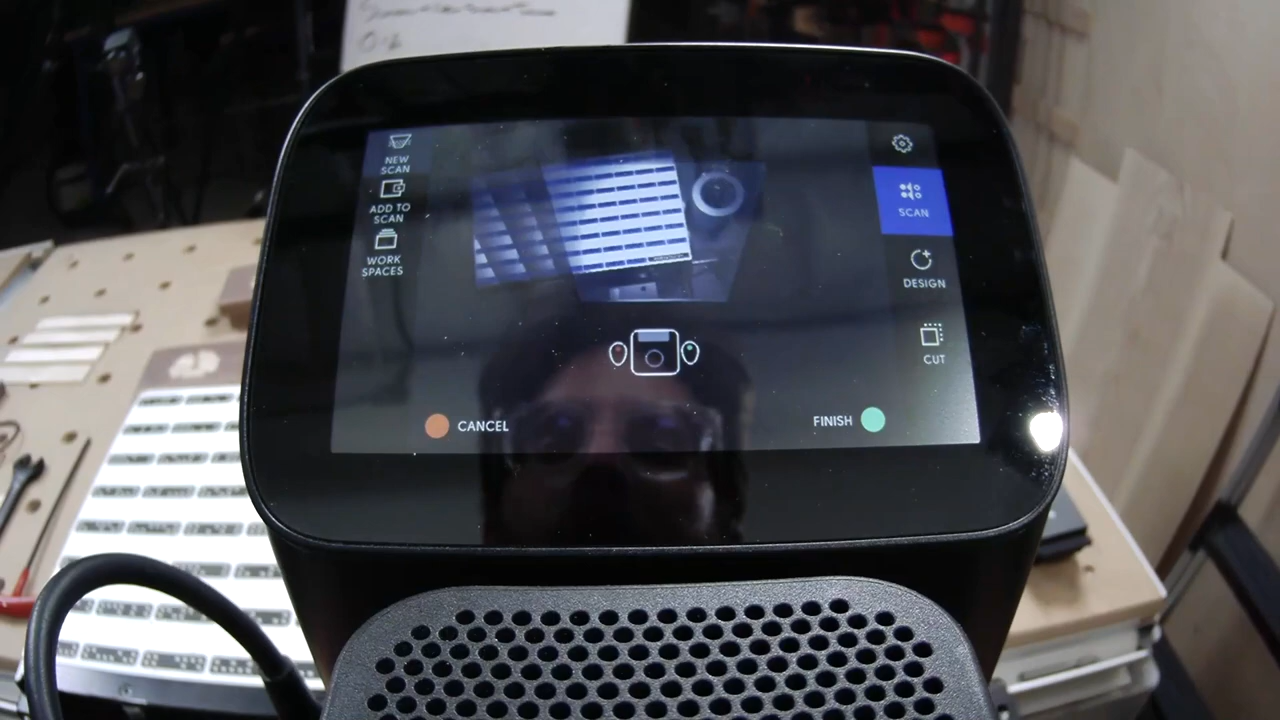 NEW
SCAN
ADD TO
SCAN
WORK
SPACES
SCAN
DESIGN
CUT
CANCEL
FINISH